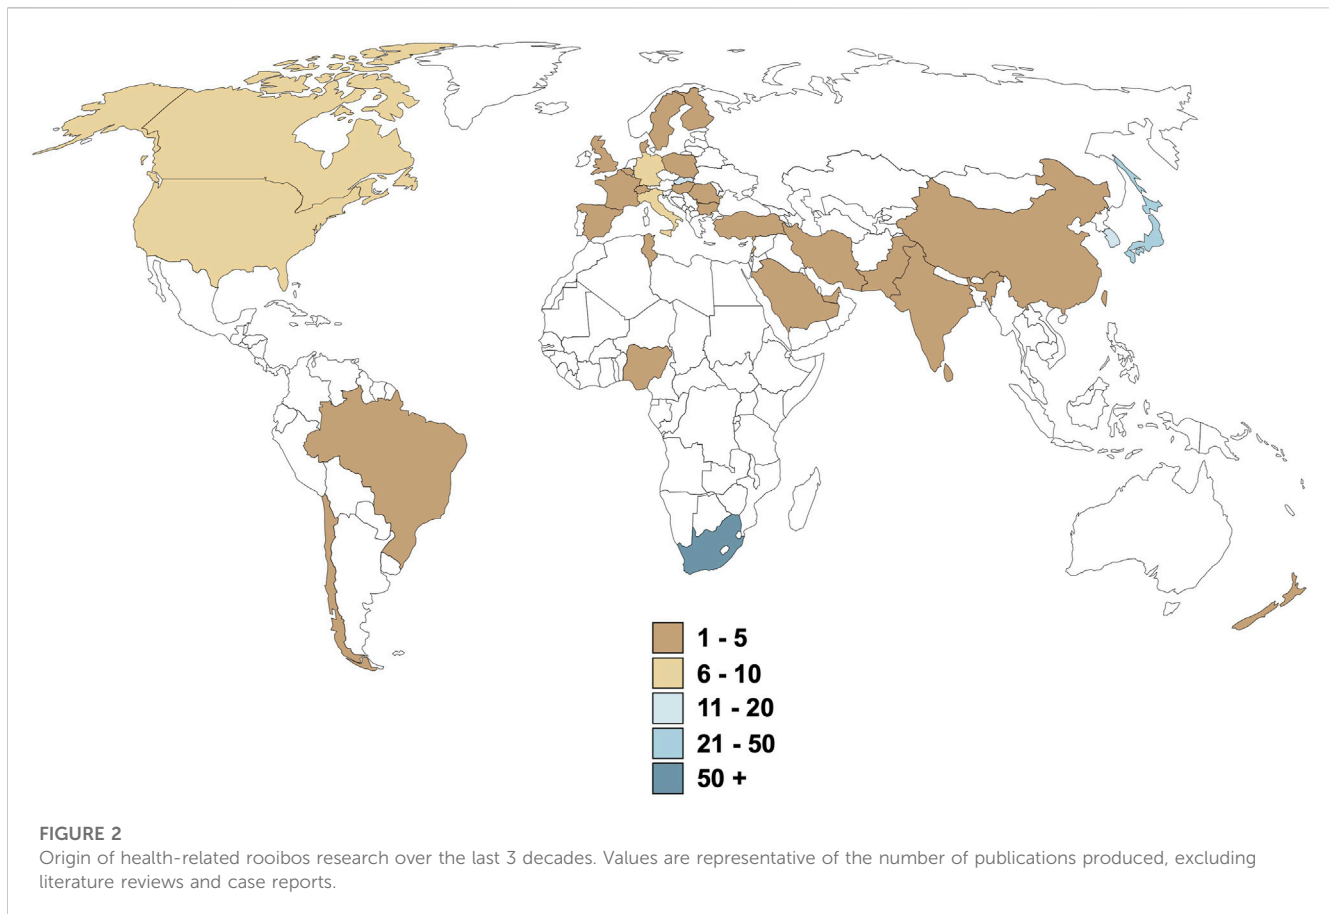 1 - 5
6 - 10
11 - 20
21 - 50
50 +
FIGURE 2
Origin of health-related rooibos research over the last 3 decades. Values are representative of the number of publications produced, excluding
literature reviews and case reports.